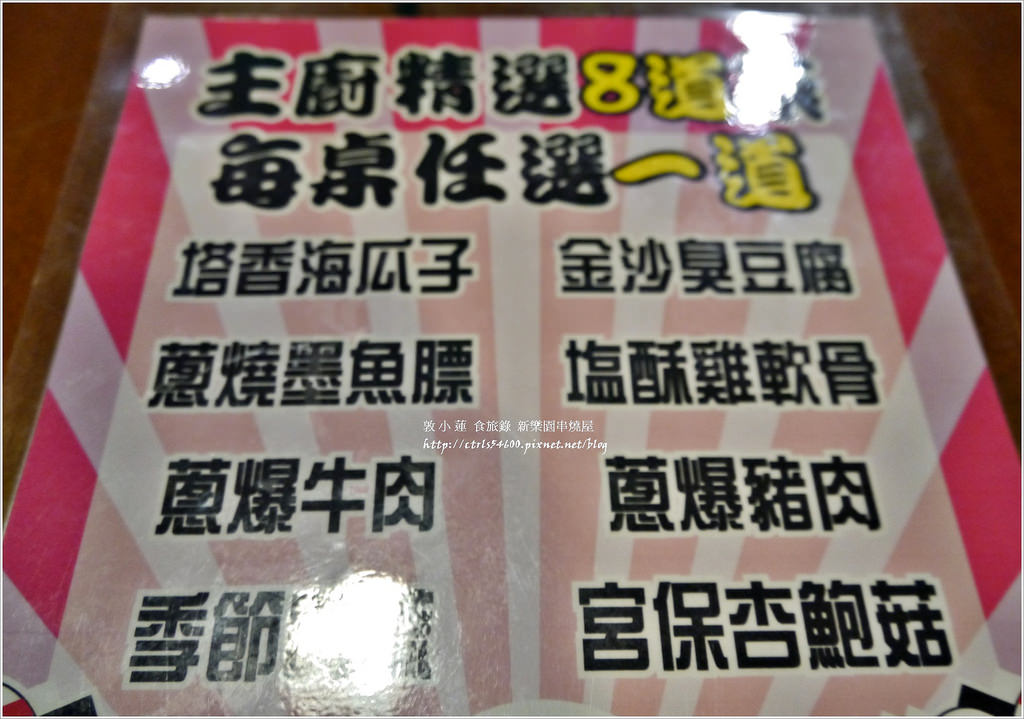 主廚精選8道
每桌任選一道
塔香海瓜子 金沙臭豆腐
蔥燒墨魚膘 塩酥雞軟骨
敦小蓮 食旅錄 新樂園串燒屋
http://ctrls54600.pixnet.net/blog
蔥爆牛肉 蔥爆豬肉
季節 宮保杏鮑菇